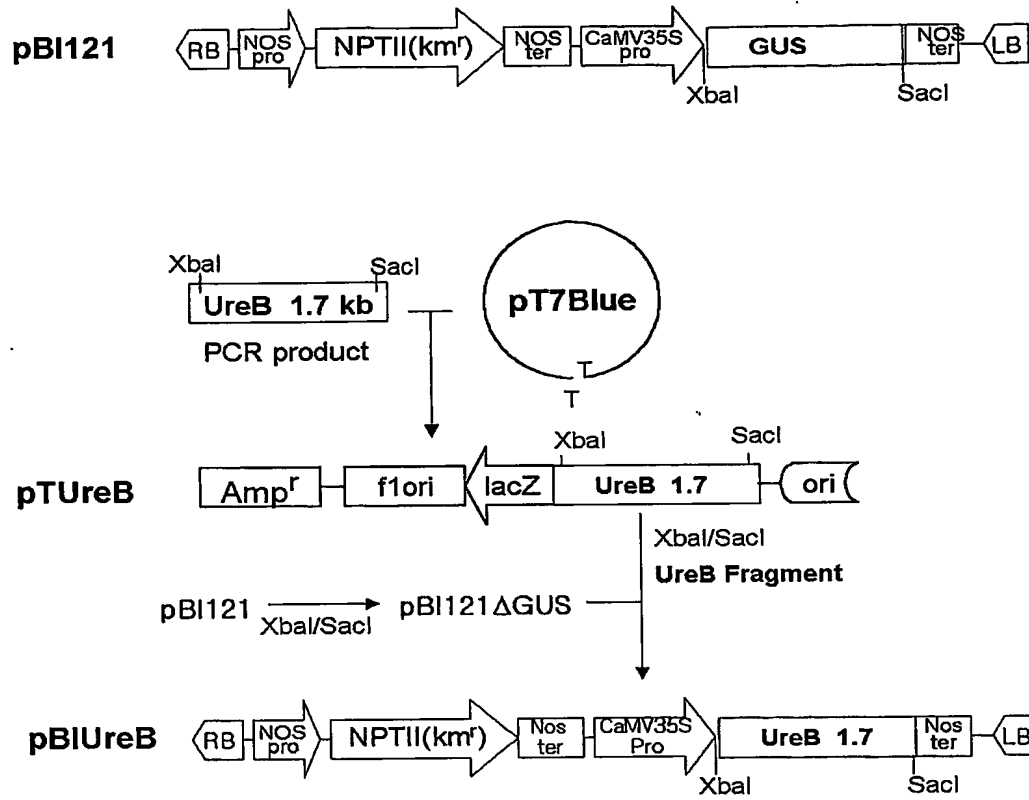 pBI121
RB NOS pro NPTII(kmʳ) NOS ter CaMV35S pro GUS NOS ter LB
XbaI SacI
XbaI SacI
UreB 1.7 kb
PCR product
pT7Blue
T
T
XbaI SacI
pTUreB
Ampʳ f1ori lacZ UreB 1.7 ori
XbaI/SacI
UreB Fragment
pBI121 XbaI/SacI pBI121ΔGUS
pBIUreB
RB NOS pro NPTII(kmʳ) Nos ter CaMV35S Pro UreB 1.7 Nos ter LB
XbaI SacI